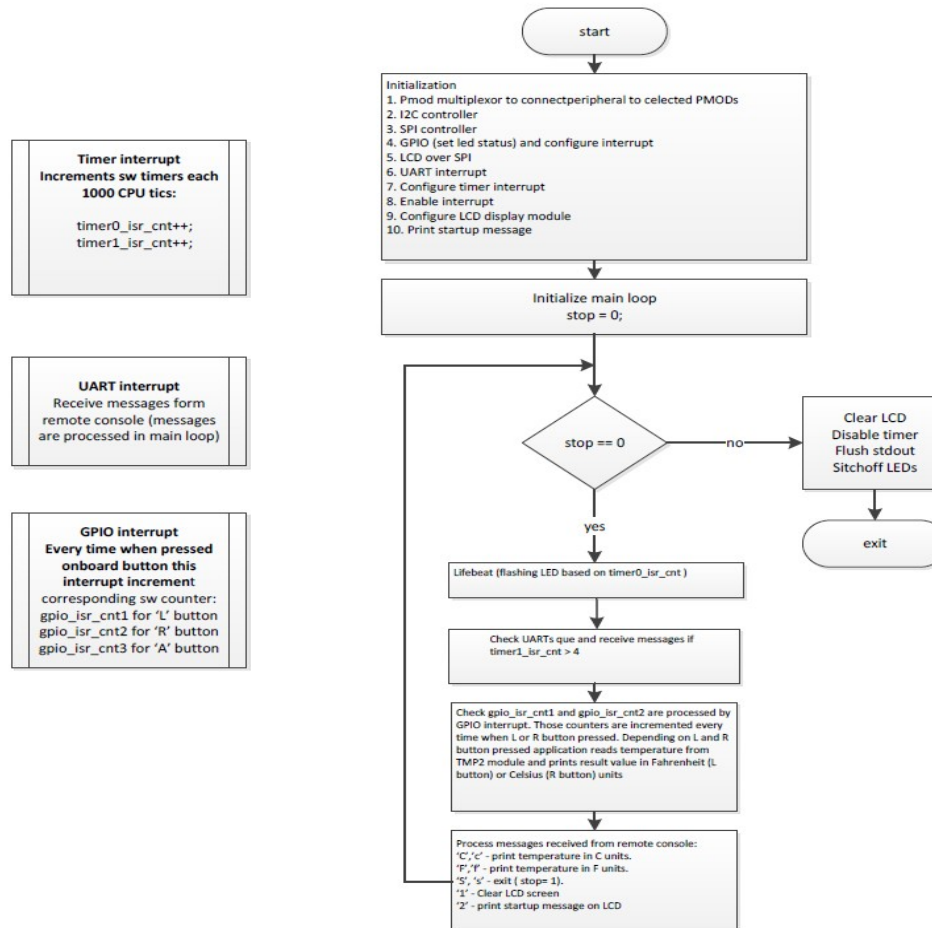 start
Initialization
1. Pmod multiplexor to connectperipheral to celected PMODs
2. I2C controller
3. SPI controller
4. GPIO (set led status) and configure interrupt
5. LCD over SPI
6. UART interrupt
7. Configure timer interrupt
8. Enable interrupt
9. Configure LCD display module
10. Print startup message
Timer interrupt
Increments sw timers each
1000 CPU tics:
timer0_isr_cnt++;
timer1_isr_cnt++;
Initialize main loop
stop = 0;
UART interrupt
Receive messages form
remote console (messages
are processed in main loop)
stop == 0
no
Clear LCD
Disable timer
Flush stdout
Sitchoff LEDs
exit
yes
GPIO interrupt
Every time when pressed
onboard button this
interrupt increment
corresponding sw counter:
gpio_isr_cnt1 for ‘L’ button
gpio_isr_cnt2 for ‘R’ button
gpio_isr_cnt3 for ‘A’ button
Lifebeat (flashing LED based on timer0_isr_cnt )
Check UARTs que and receive messages if
timer1_isr_cnt > 4
Check gpio_isr_cnt1 and gpio_isr_cnt2 are processed by
GPIO interrupt. Those counters are incremented every
time when L or R button pressed. Depending on L and R
button pressed application reads temperature from
TMP2 module and prints result value in Fahrenheit (L
button) or Celsius (R button) units
Process messages received from remote console:
‘C’,‘c’ - print temperature in C units.
‘F’,‘f’ - print temperature in F units.
‘S’, ‘s’ - exit ( stop= 1).
‘1’ - Clear LCD screen
‘2’ - print startup message on LCD